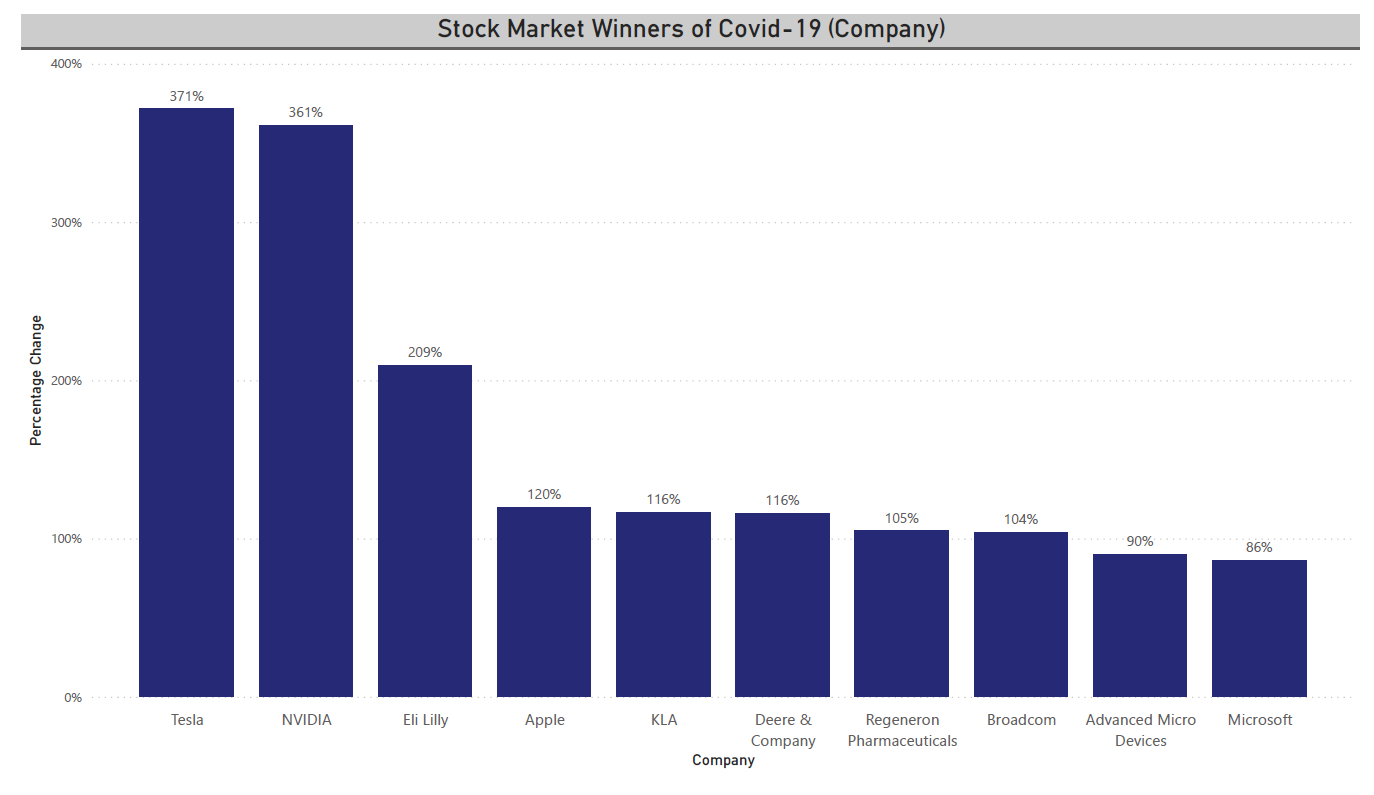 Stock Market Winners of Covid-19 (Company)
400%
300%
200%
100%
0%
Percentage Change
371%
361%
209%
120%
116%
116%
105%
104%
90%
86%
Tesla
NVIDIA
Eli Lilly
Apple
KLA
Deere &
Company
Regeneron
Pharmaceuticals
Broadcom
Advanced Micro
Devices
Microsoft
Company